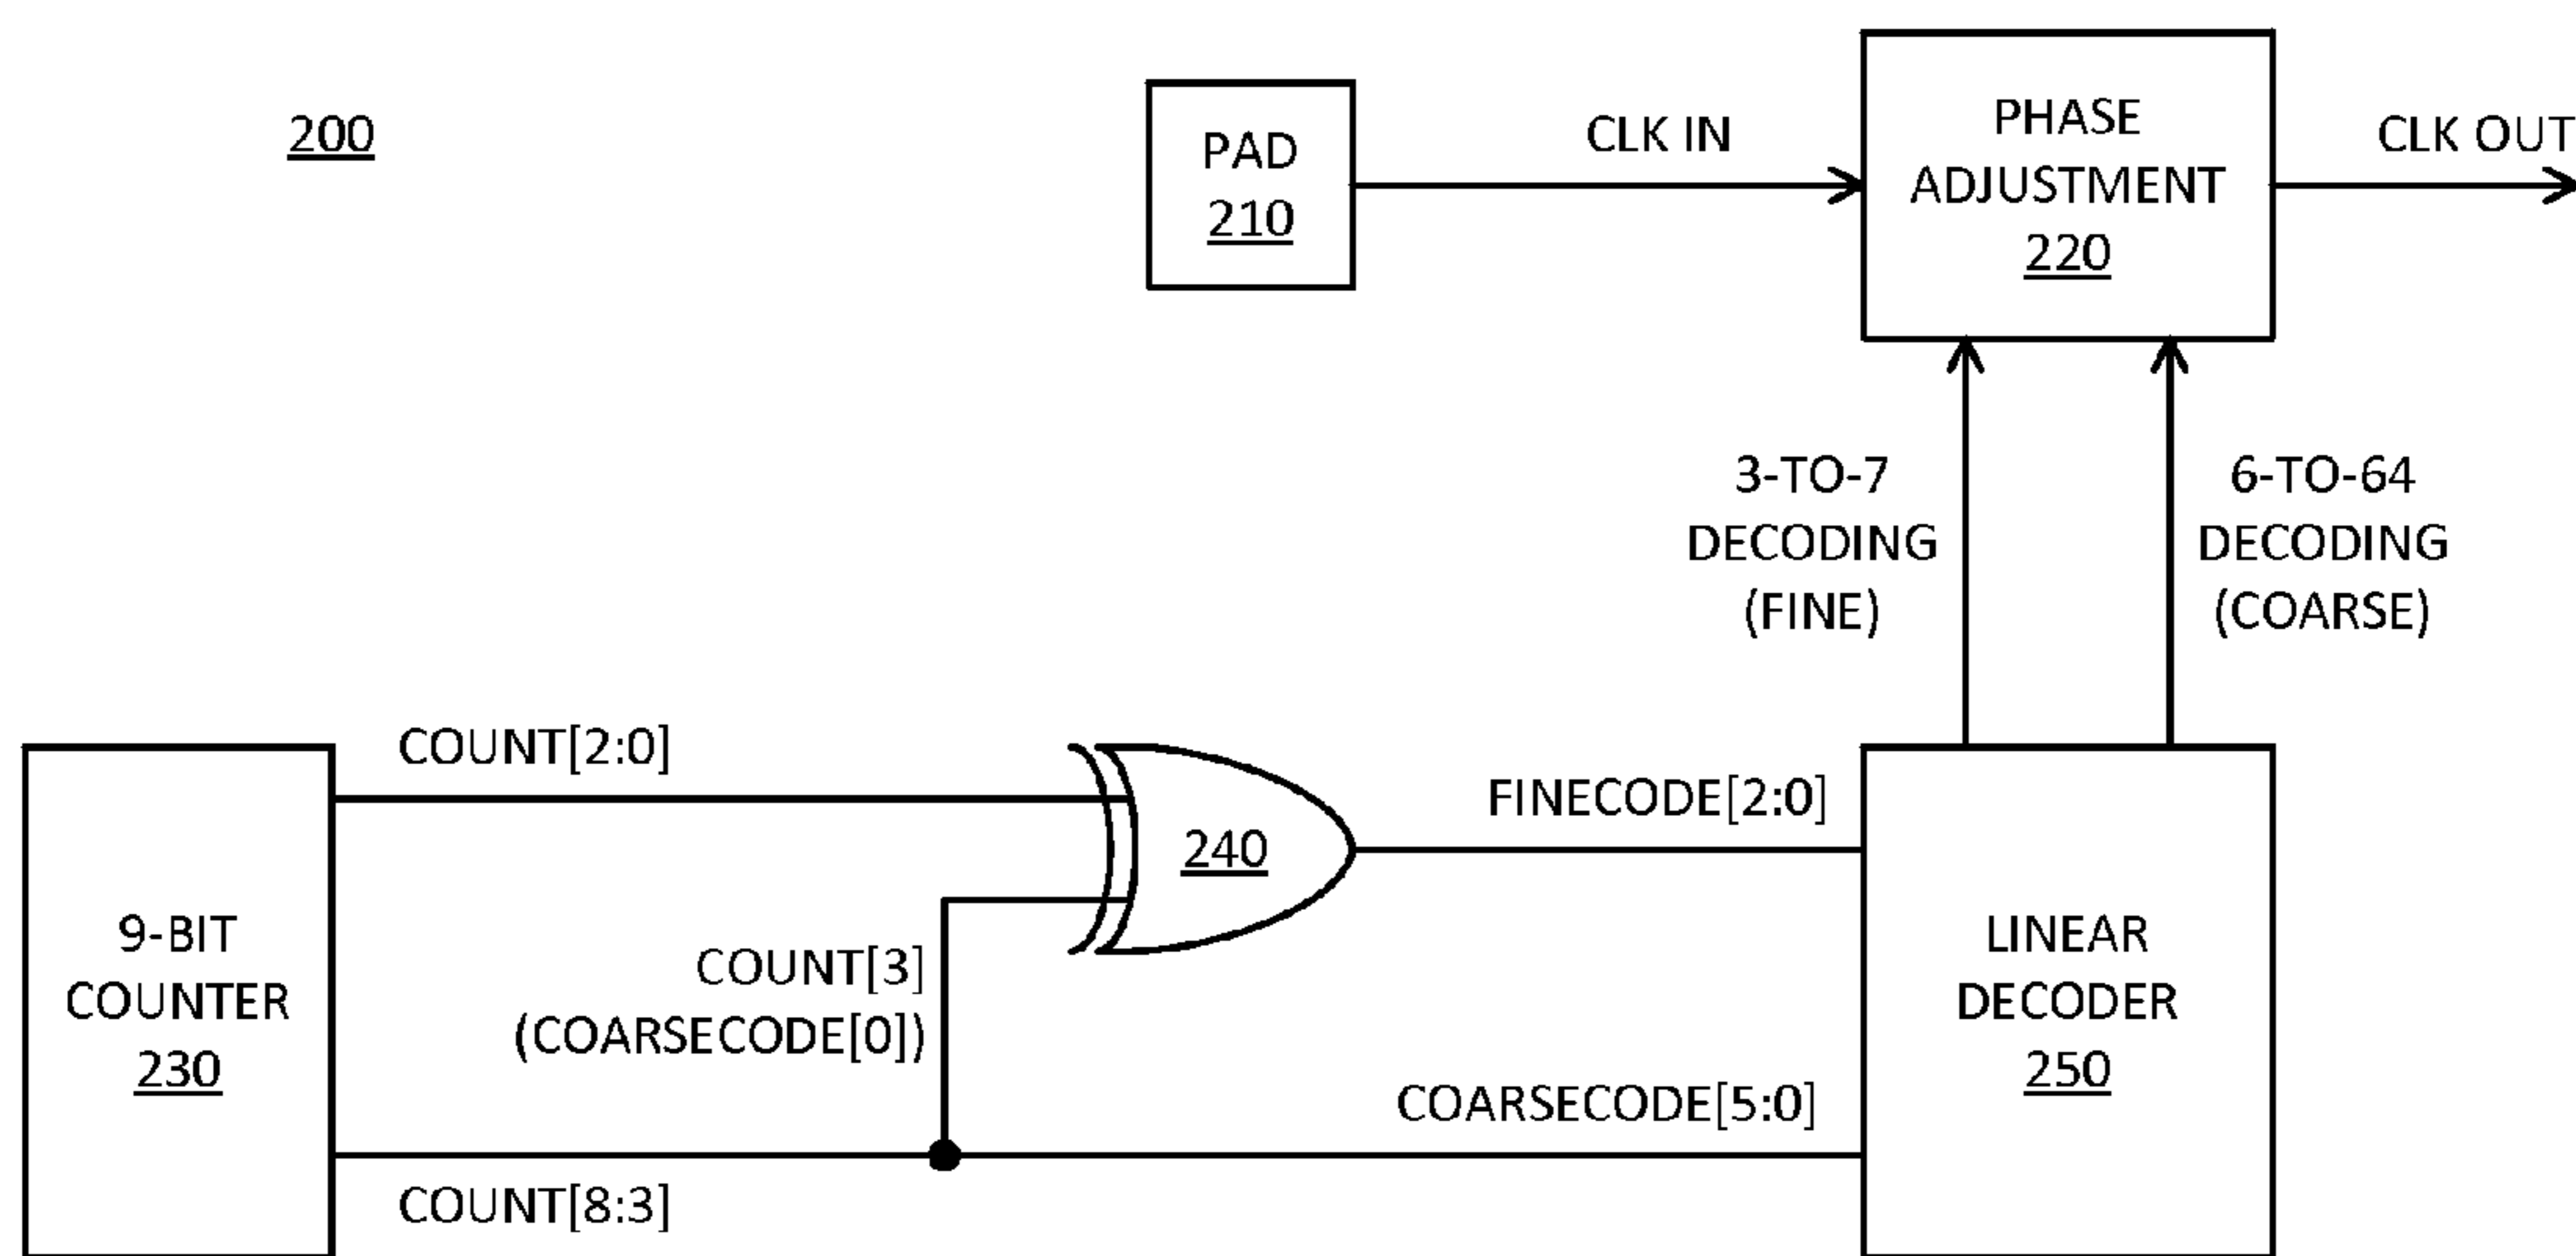 200
PAD
210
CLK IN
PHASE
ADJUSTMENT
220
CLK OUT
3-TO-7
DECODING
(FINE)
6-TO-64
DECODING
(COARSE)
9-BIT
COUNTER
230
COUNT[2:0]
COUNT[3]
(COARSECODE[0])
COUNT[8:3]
240
FINECODE[2:0]
COARSECODE[5:0]
LINEAR
DECODER
250